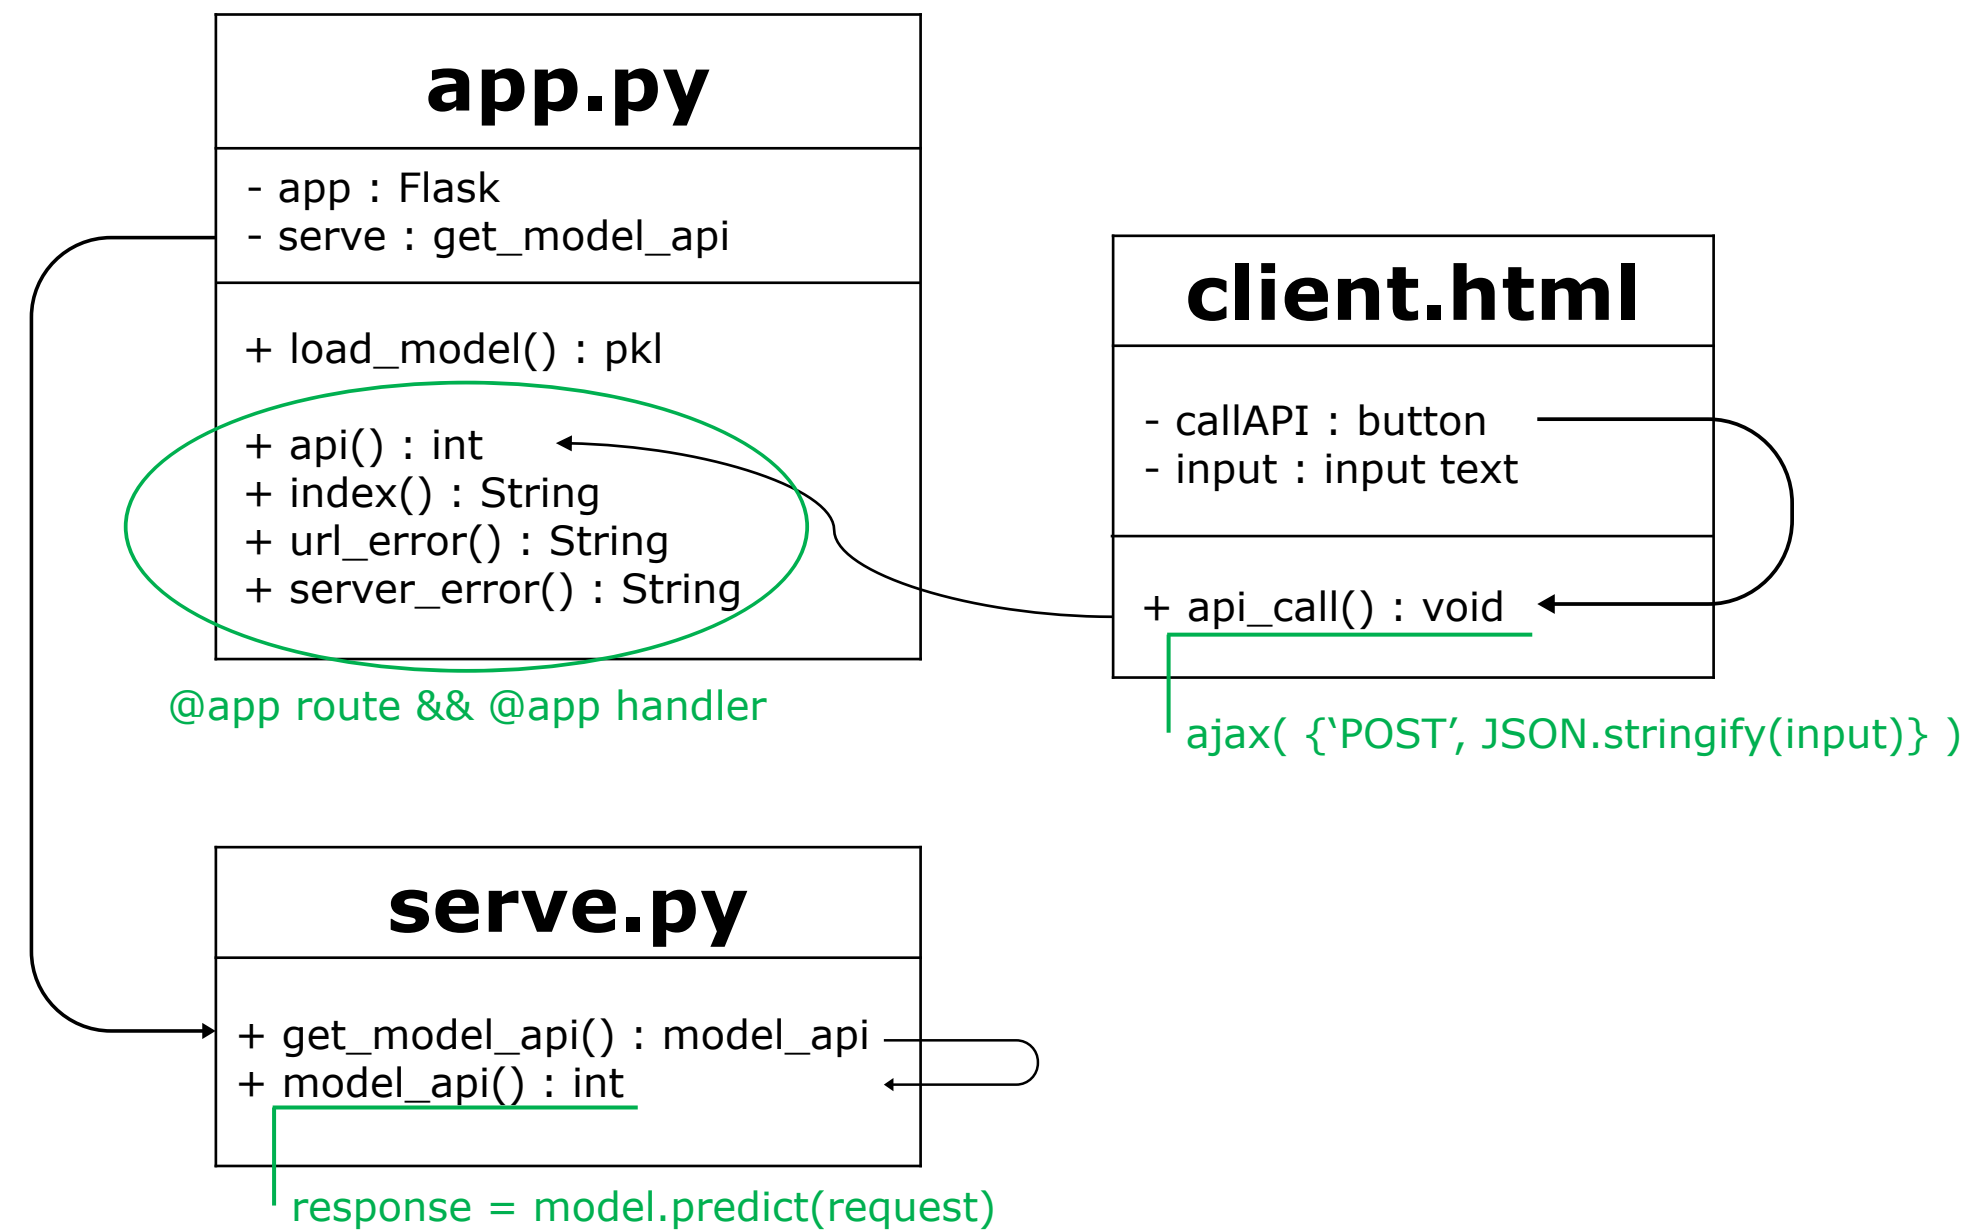 app.py
- app : Flask
- serve : get_model_api
+ load_model() : pkl
+ api() : int
+ index() : String
+ url_error() : String
+ server_error() : String
@app route && @app handler
client.html
- callAPI : button
- input : input text
+ api_call() : void
ajax( {‘POST’, JSON.stringify(input)} )
serve.py
+ get_model_api() : model_api
+ model_api() : int
response = model.predict(request)